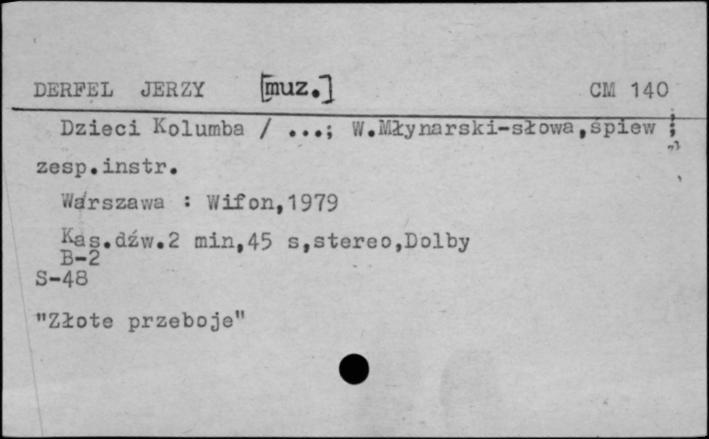 DERFEL JERZY [muz.] CM 140
Dzieci Kolumba / ...; W.Młynarski-słowa,śpiew ;
zesp.instr.
Warszawa : Wifon,1979
Kas.dźw.2 min,45 s,stereo,Dolby
B-2
S-48
"Złote przeboje"